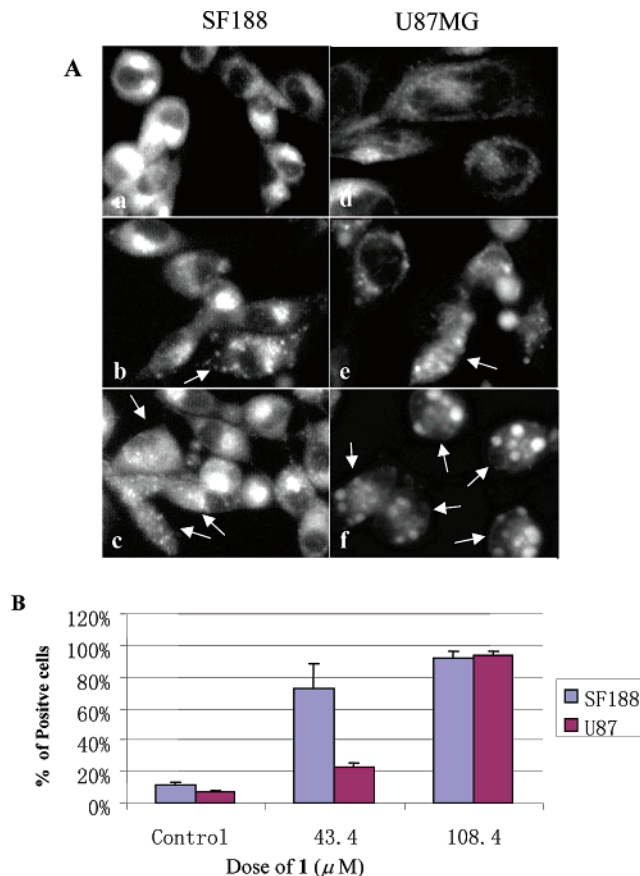 SF188 U87MG
A
a
d
b
e
c
f
B
120%
100%
80%
60%
40%
20%
0%
% of Positve cells
Control 43.4 108.4
Dose of 1 (μM)
SF188
U87